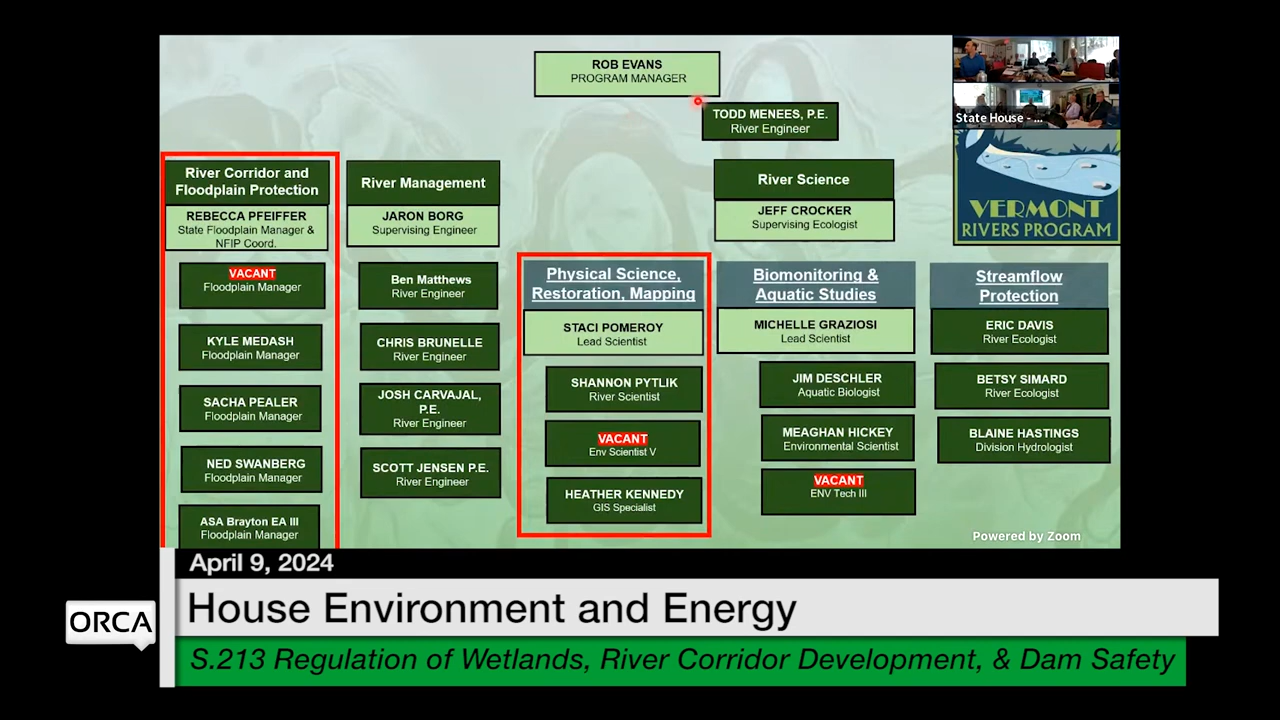 ROB EVANS
PROGRAM MANAGER
TODD MENEES, P.E.
River Engineer
State House - ...
VERMONT
RIVERS PROGRAM
River Corridor and
Floodplain Protection
REBECCA PFEIFFER
State Floodplain Manager &
NFIP Coord.
VACANT
Floodplain Manager
KYLE MEDASH
Floodplain Manager
SACHA PEALER
Floodplain Manager
NED SWANBERG
Floodplain Manager
ASA Brayton EA III
Floodplain Manager
River Management
JARON BORG
Supervising Engineer
Ben Matthews
River Engineer
CHRIS BRUNELLE
River Engineer
JOSH CARVAJAL,
P.E.
River Engineer
SCOTT JENSEN P.E.
River Engineer
River Science
JEFF CROCKER
Supervising Ecologist
Physical Science,
Restoration, Mapping
STACI POMEROY
Lead Scientist
SHANNON PYTLIK
River Scientist
VACANT
Env Scientist V
HEATHER KENNEDY
GIS Specialist
Biomonitoring &
Aquatic Studies
MICHELLE GRAZIOSI
Lead Scientist
JIM DESCHLER
Aquatic Biologist
MEAGHAN HICKEY
Environmental Scientist
VACANT
ENV Tech III
Streamflow
Protection
ERIC DAVIS
River Ecologist
BETSY SIMARD
River Ecologist
BLAINE HASTINGS
Division Hydrologist
Powered by Zoom
April 9, 2024
ORCA
House Environment and Energy
S.213 Regulation of Wetlands, River Corridor Development, & Dam Safety